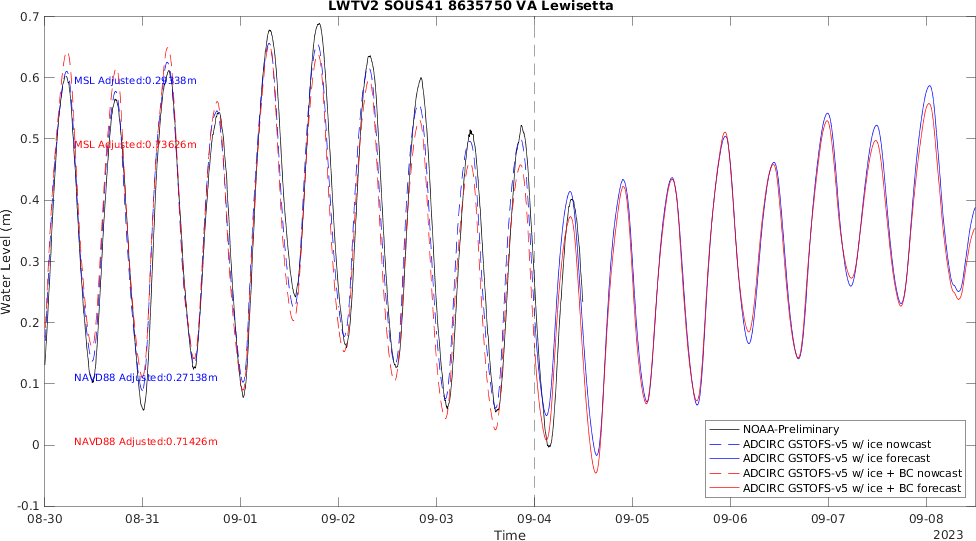 LWTV2 SOUS41 8635750 VA Lewisetta
0.7
0.6
0.5
0.4
0.3
0.2
0.1
0
-0.1
Water Level (m)
MSL Adjusted:0.29338m
MSL Adjusted:0.73626m
NAVD88 Adjusted:0.27138m
NAVD88 Adjusted:0.71426m
NOAA-Preliminary
ADCIRC GSTOFS-v5 w/ ice nowcast
ADCIRC GSTOFS-v5 w/ ice forecast
ADCIRC GSTOFS-v5 w/ice + BC nowcast
ADCIRC GSTOFS-v5 w/ice + BC forecast
08-30 08-31 09-01 09-02 09-03 09-04 09-05 09-06 09-07 09-08
Time
2023